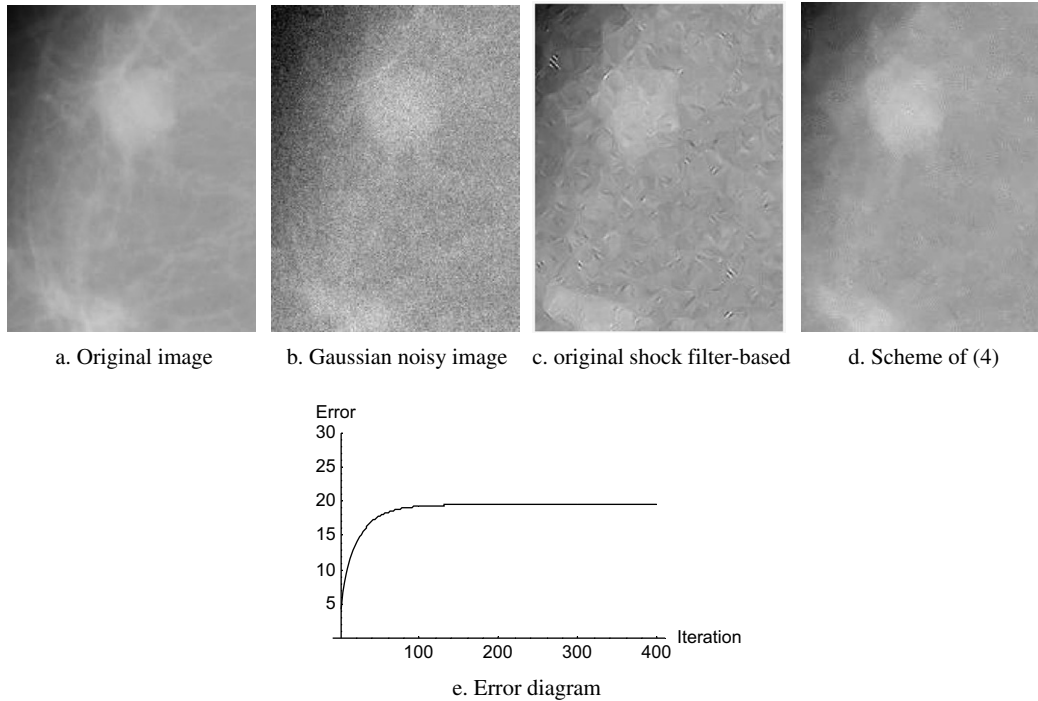 a. Original image
b. Gaussian noisy image
c. original shock filter-based
d. Scheme of (4)
Error
30
25
20
15
10
5
100
200
300
400
Iteration
e. Error diagram